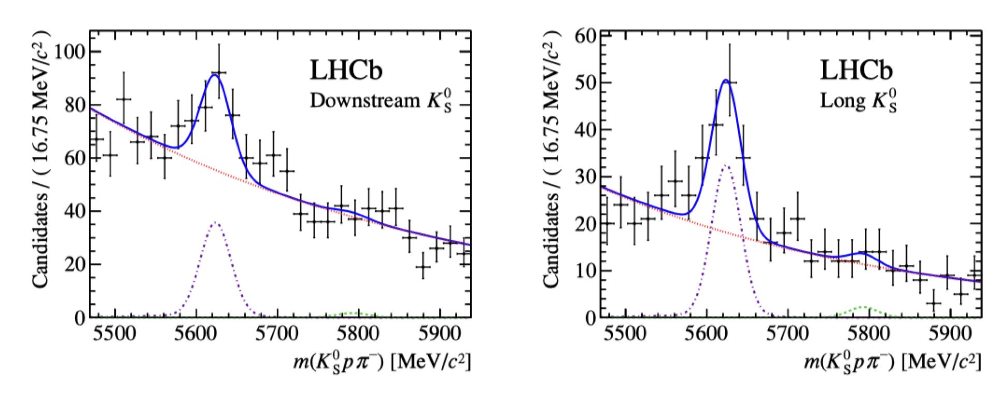 Candidates / ( 16.75 MeV/c² )
100
80
60
40
20
0
LHCb
Downstream K⁰S
5500 5600 5700 5800 5900
m(K⁰S p π⁻) [MeV/c²]
Candidates / ( 16.75 MeV/c² )
60
50
40
30
20
10
0
LHCb
Long K⁰S
5500 5600 5700 5800 5900
m(K⁰S p π⁻) [MeV/c²]